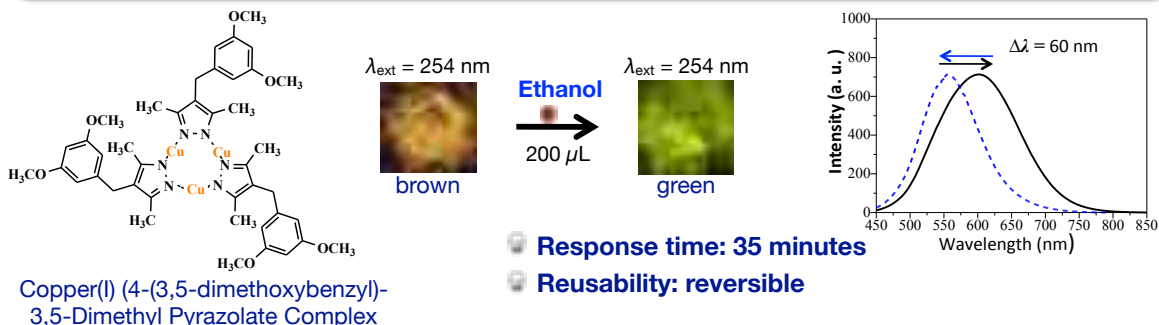 OCH₃
OCH₃
H₃C
CH₃
N N
OCH₃
H₃CO
H₃C
N
N
CH₃
H₃C
Cu
Cu
Cu
N
N
CH₃
H₃CO
OCH₃
Copper(I) (4-(3,5-dimethoxybenzyl)-
3,5-Dimethyl Pyrazolate Complex
λext = 254 nm
brown
Ethanol
200 µL
λext = 254 nm
green
Response time: 35 minutes
Reusability: reversible
Δλ = 60 nm
Intensity (a. u.)
1000
800
600
400
200
0
450 500 550 600 650 700 750 800 850
Wavelength (nm)